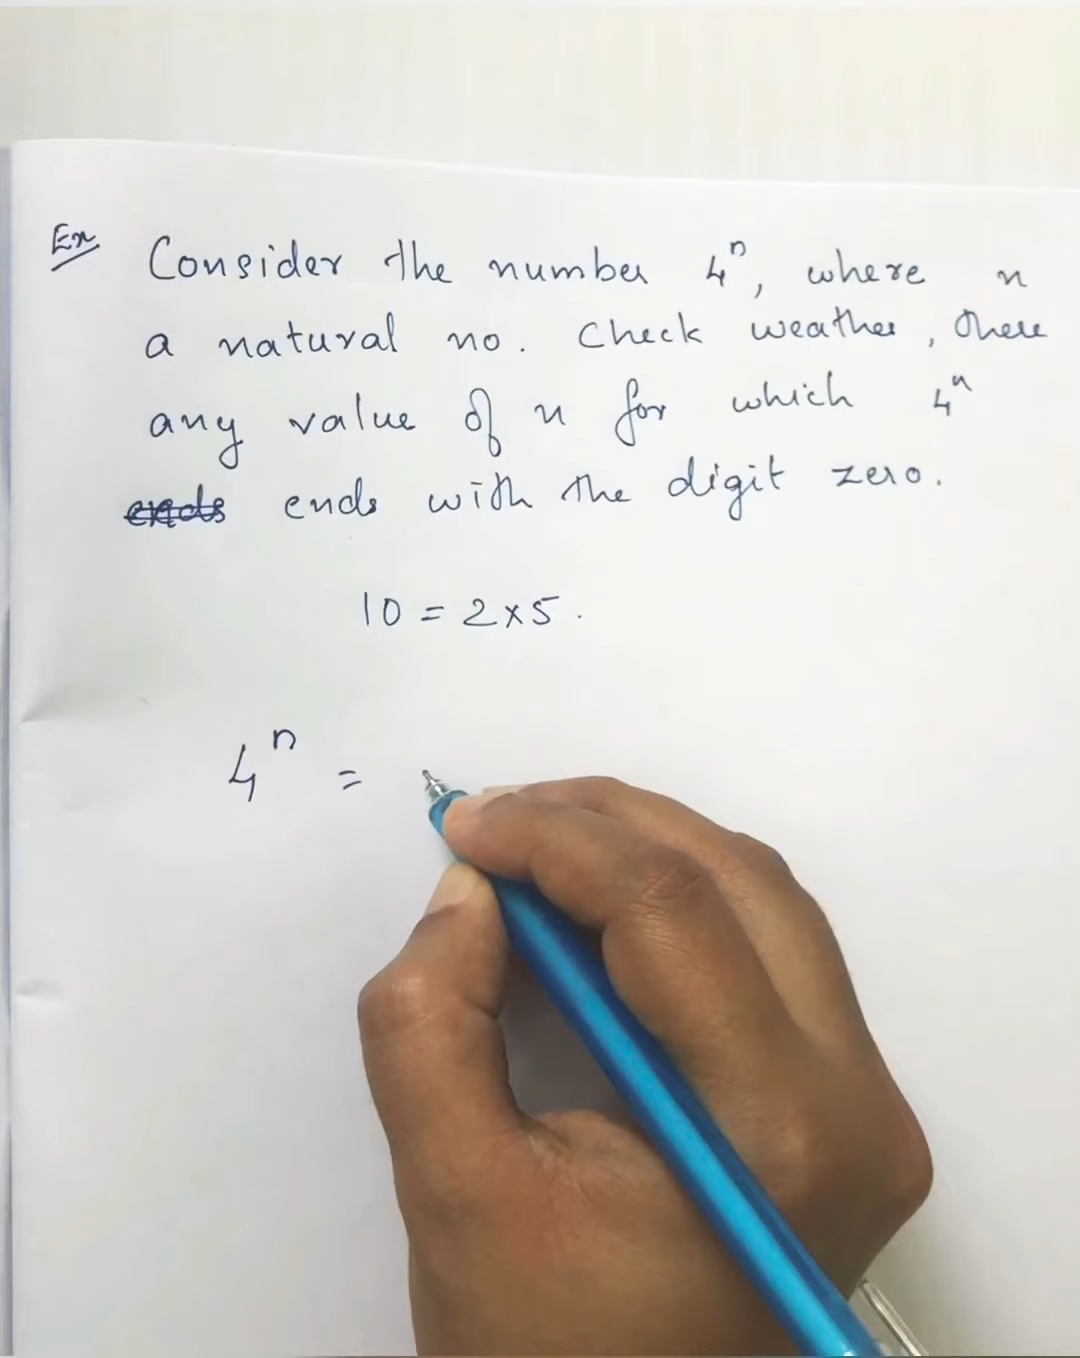 Ex Consider the number 4ⁿ, where n
a natural no. Check weather, there
any value of n for which 4ⁿ
ends ends with the digit zero.
10 = 2×5.
4ⁿ =